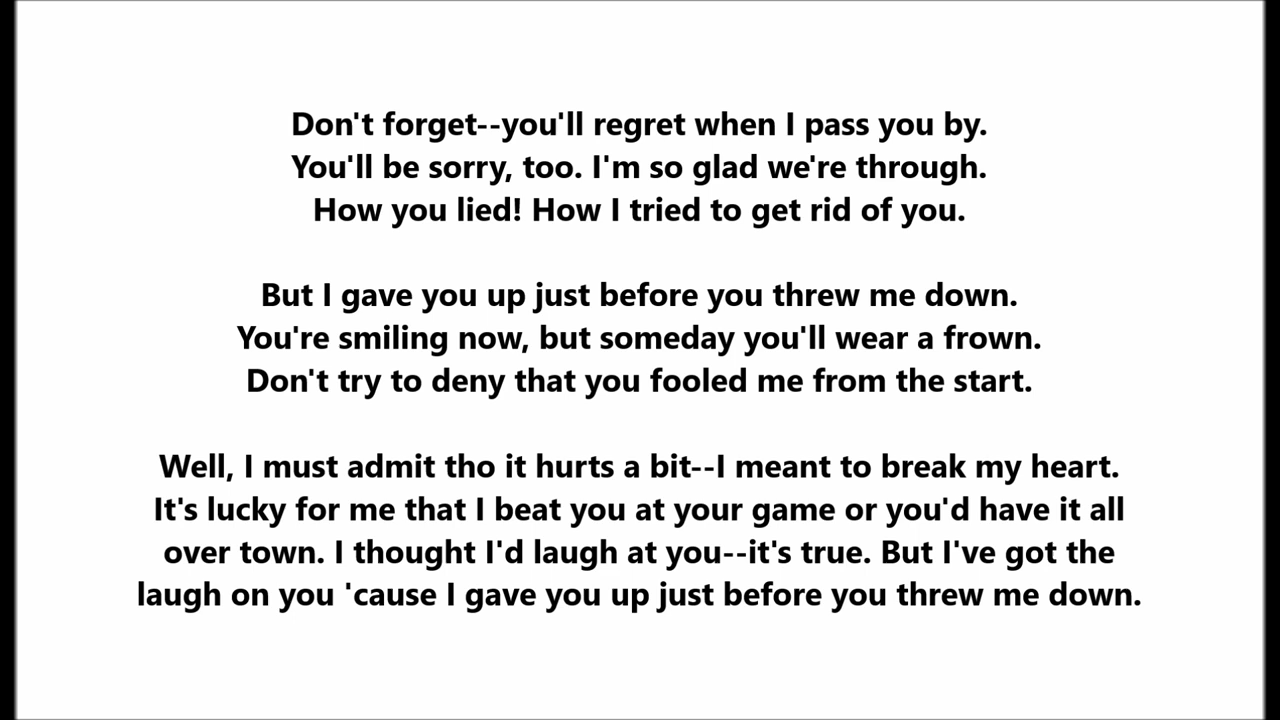 Don't forget--you'll regret when I pass you by.
You'll be sorry, too. I'm so glad we're through.
How you lied! How I tried to get rid of you.
But I gave you up just before you threw me down.
You're smiling now, but someday you'll wear a frown.
Don't try to deny that you fooled me from the start.
Well, I must admit tho it hurts a bit--I meant to break my heart.
It's lucky for me that I beat you at your game or you'd have it all
over town. I thought I'd laugh at you--it's true. But I've got the
laugh on you 'cause I gave you up just before you threw me down.